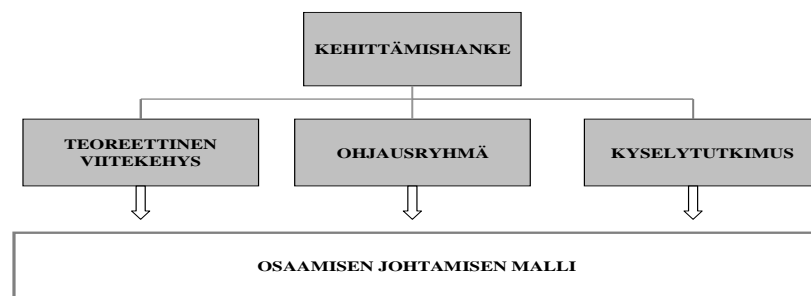 KEHITTÄMISHANKE
TEOREETTINEN
VIITEKEHYS
OHJAUSRYHMÄ
KYSELYTUTKIMUS
OSAAMISEN JOHTAMISEN MALLI